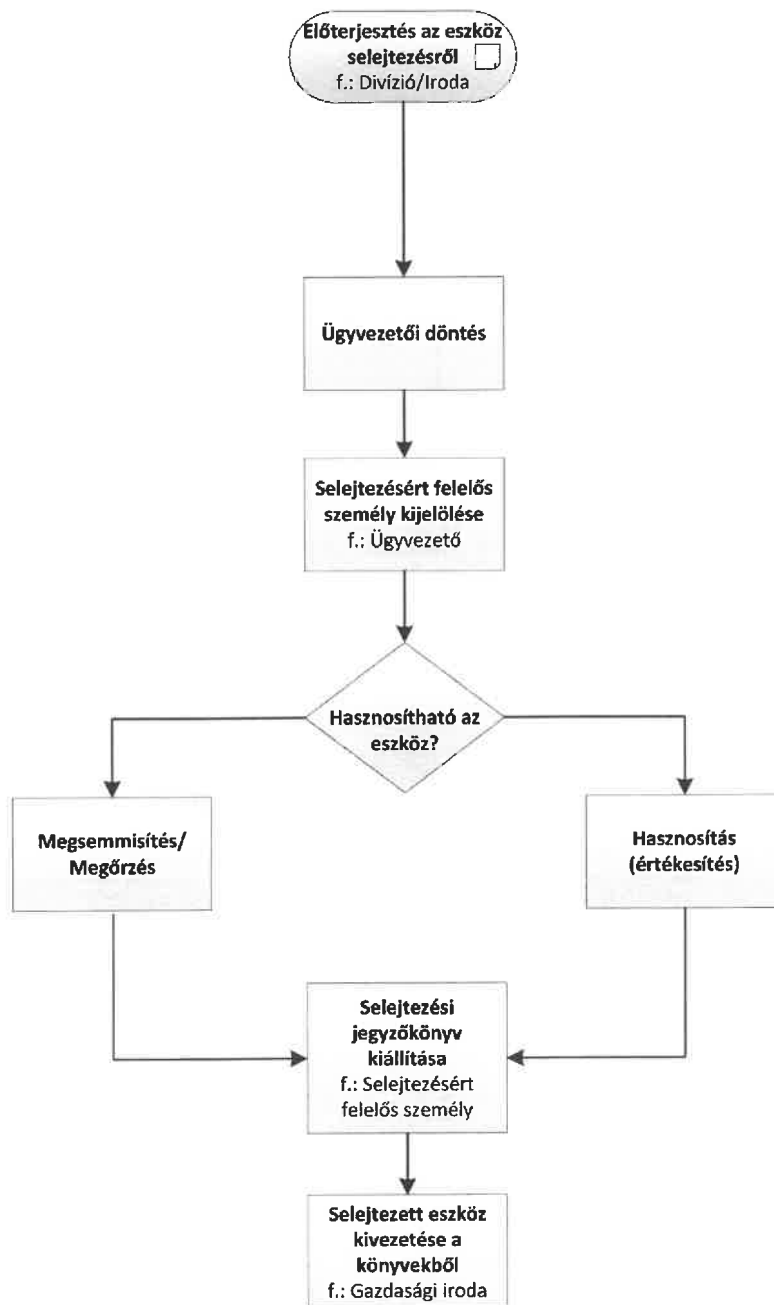 Előterjesztés az eszköz
selejtezésről
f.: Divízió/Iroda
Ügyvezetői döntés
Selejtezésért felelős
személy kijelölése
f.: Ügyvezető
Hasznosítható az
eszköz?
Megsemmisítés/
Megőrzés
Hasznosítás
(értékesítés)
Selejtezési
jegyzőkönyv
kiállítása
f.: Selejtezésért
felelős személy
Selejtezett eszköz
kivezetése a
könyvekből
f.: Gazdasági iroda